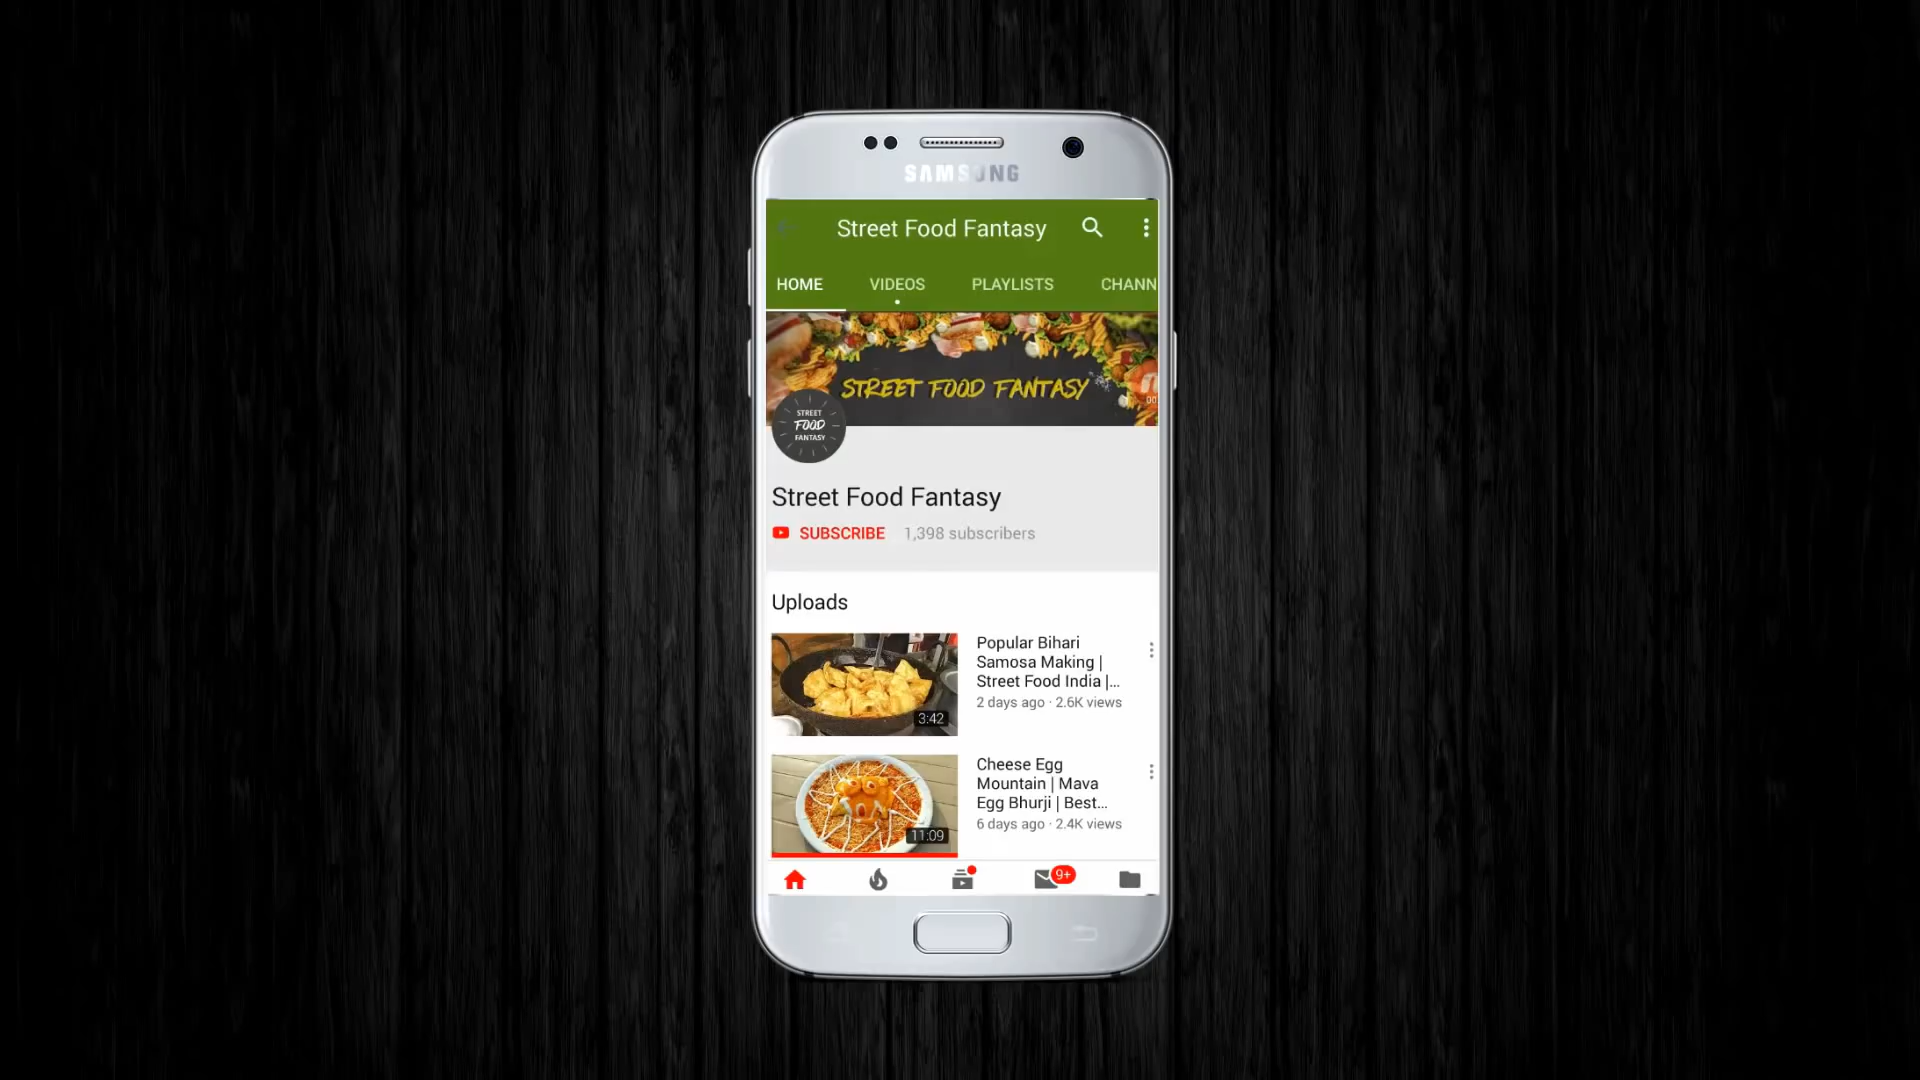 SAMSUNG
Street Food Fantasy
HOME VIDEOS PLAYLISTS CHANN
STREET FOOD FANTASY
STREET
FOOD
FANTASY
Street Food Fantasy
SUBSCRIBE 1,398 subscribers
Uploads
Popular Bihari
Samosa Making |
Street Food India |...
2 days ago · 2.6K views
3:42
Cheese Egg
Mountain | Mava
Egg Bhurji | Best...
6 days ago · 2.4K views
11:09
9+